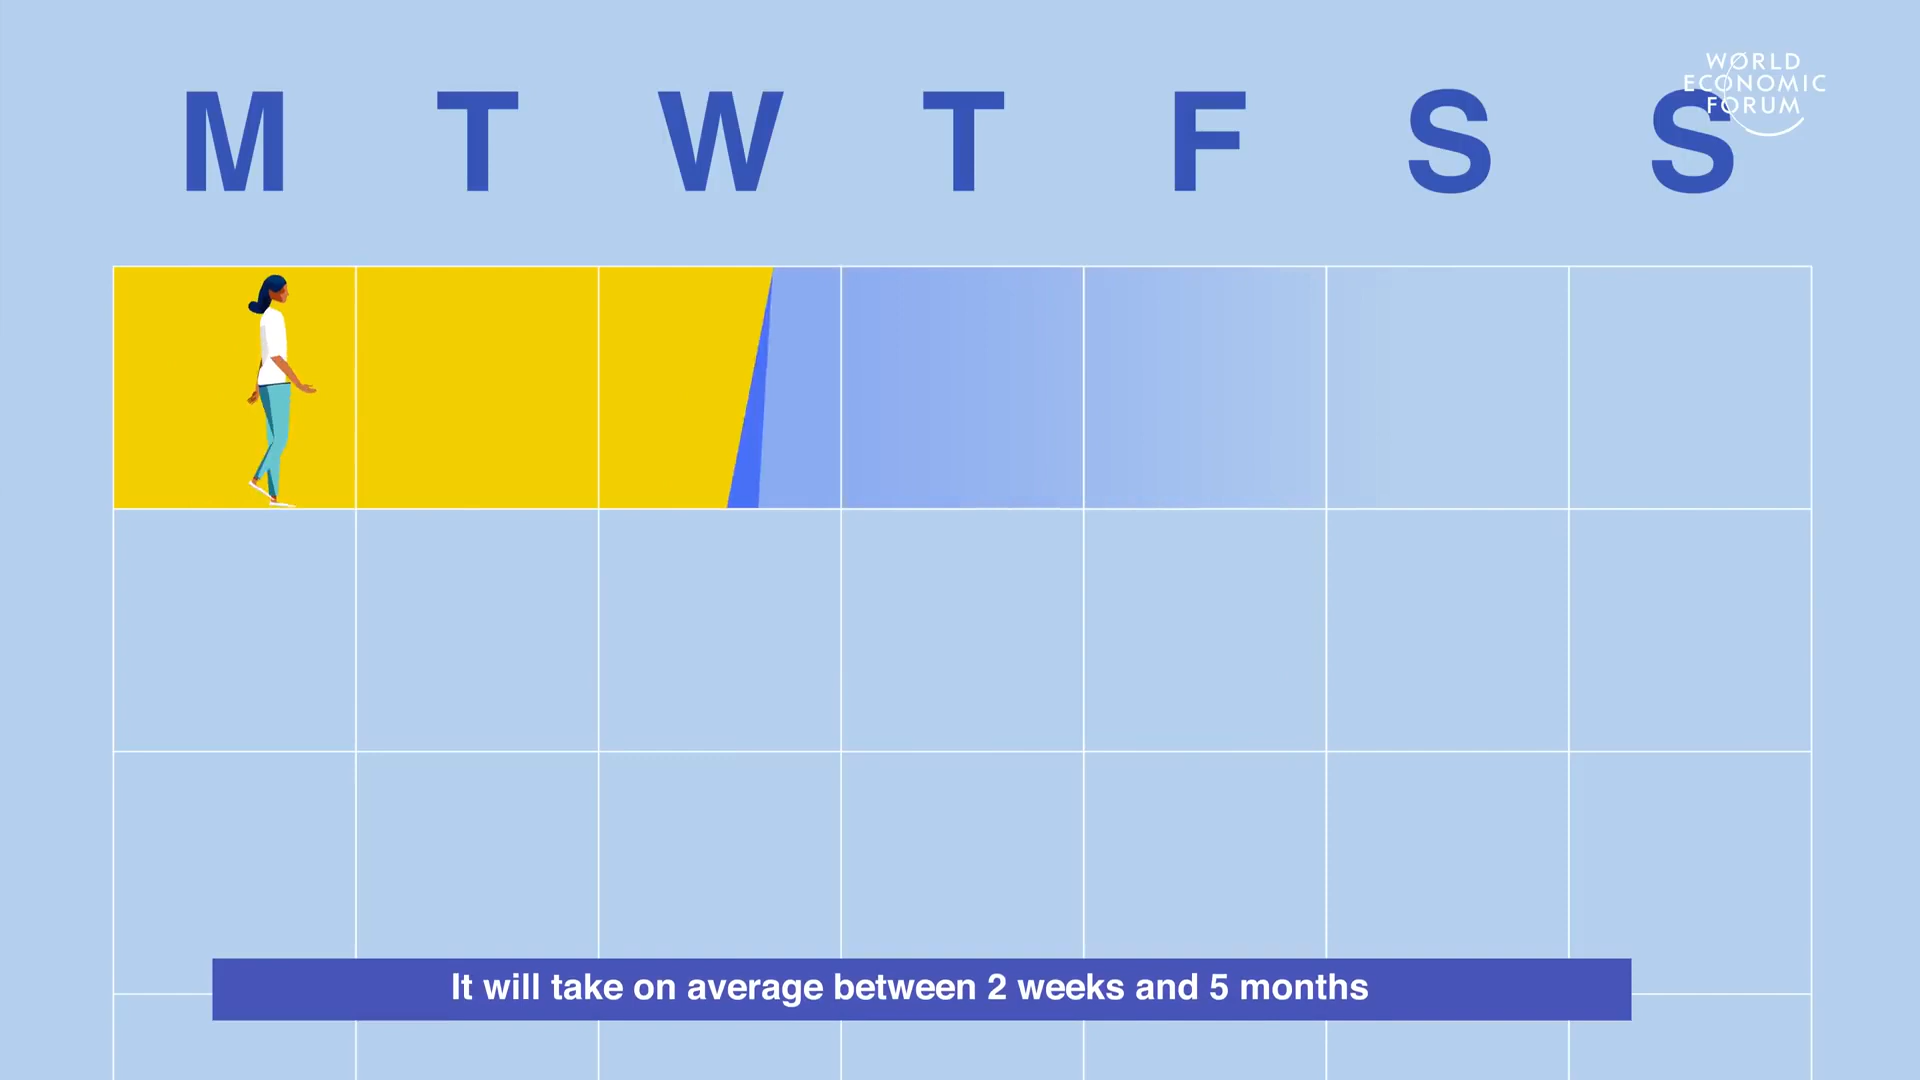 M T W T F S S
WORLD
ECONOMIC
FORUM
It will take on average between 2 weeks and 5 months